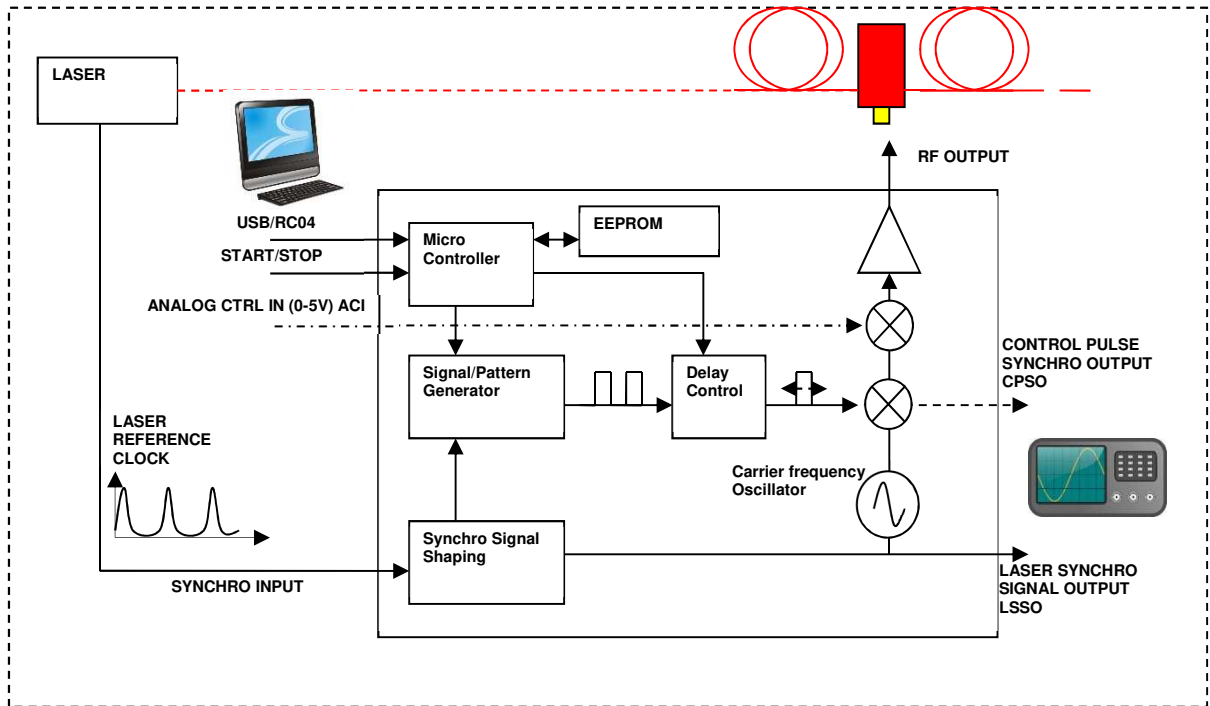 LASER
RF OUTPUT
USB/RC04
START/STOP
Micro
Controller
EEPROM
ANALOG CTRL IN (0-5V) ACI
Signal/Pattern
Generator
Delay
Control
CONTROL PULSE
SYNCHRO OUTPUT
CPSO
LASER
REFERENCE
CLOCK
Carrier frequency
Oscillator
Synchro Signal
Shaping
SYNCHRO INPUT
LASER SYNCHRO
SIGNAL OUTPUT
LSSO